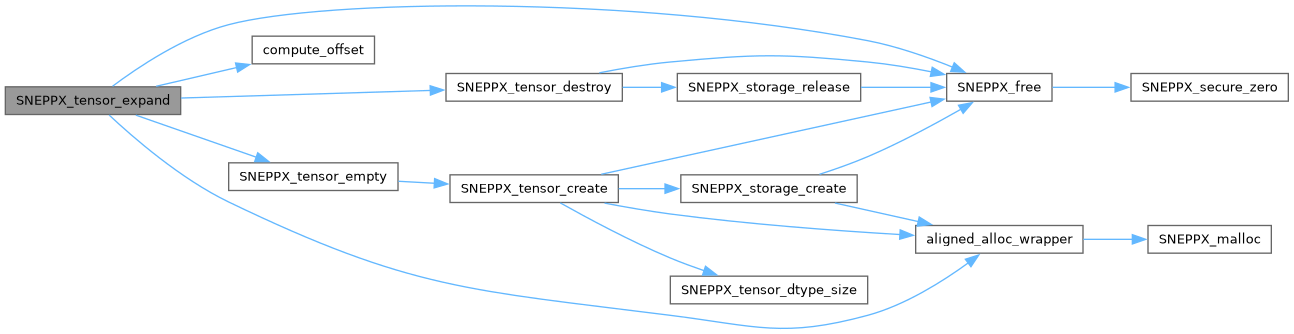 SNEPPX_tensor_expand
compute_offset
SNEPPX_tensor_destroy
SNEPPX_storage_release
SNEPPX_free
SNEPPX_secure_zero
SNEPPX_tensor_empty
SNEPPX_tensor_create
SNEPPX_storage_create
aligned_alloc_wrapper
SNEPPX_malloc
SNEPPX_tensor_dtype_size